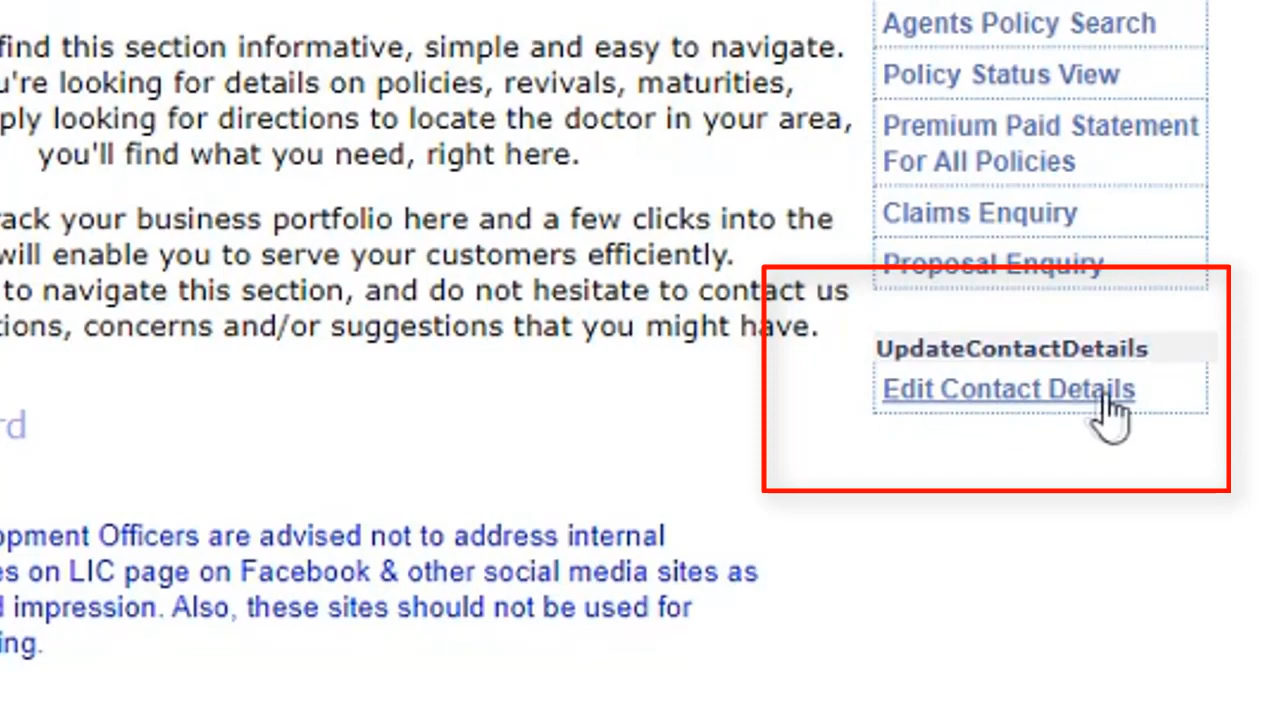 find this section informative, simple and easy to navigate.
u're looking for details on policies, revivals, maturities,
ply looking for directions to locate the doctor in your area,
you'll find what you need, right here.
rack your business portfolio here and a few clicks into the
will enable you to serve your customers efficiently.
to navigate this section, and do not hesitate to contact us
tions, concerns and/or suggestions that you might have.
rd
opment Officers are advised not to address internal
es on LIC page on Facebook & other social media sites as
d impression. Also, these sites should not be used for
ing.
Agents Policy Search
Policy Status View
Premium Paid Statement
For All Policies
Claims Enquiry
Proposal Enquiry
UpdateContactDetails
Edit Contact Details